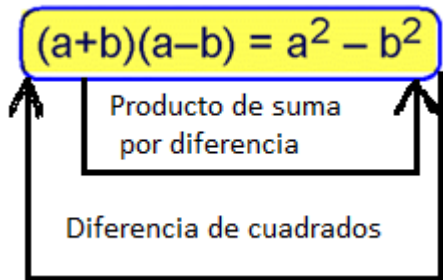 (a+b)(a–b) = a² – b²
Producto de suma
por diferencia
Diferencia de cuadrados